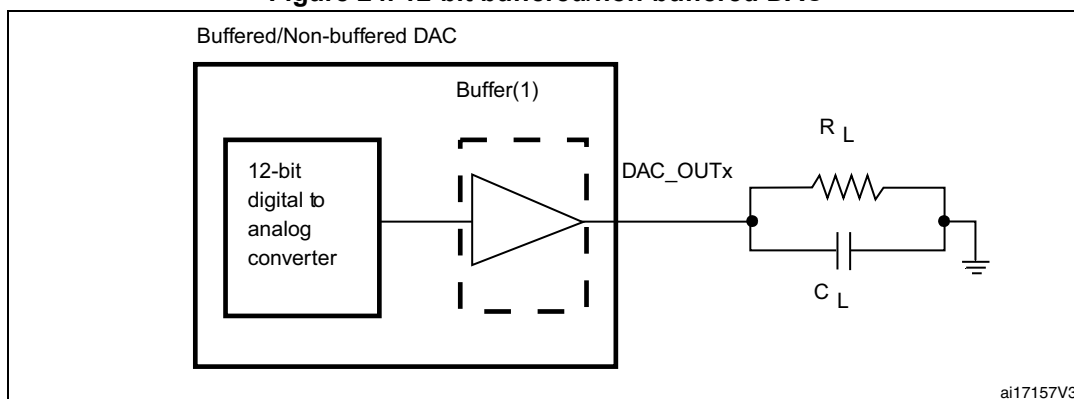 Buffered/Non-buffered DAC
Buffer(1)
12-bit
digital to
analog
converter
DAC_OUTx
R L
C L
ai17157V3